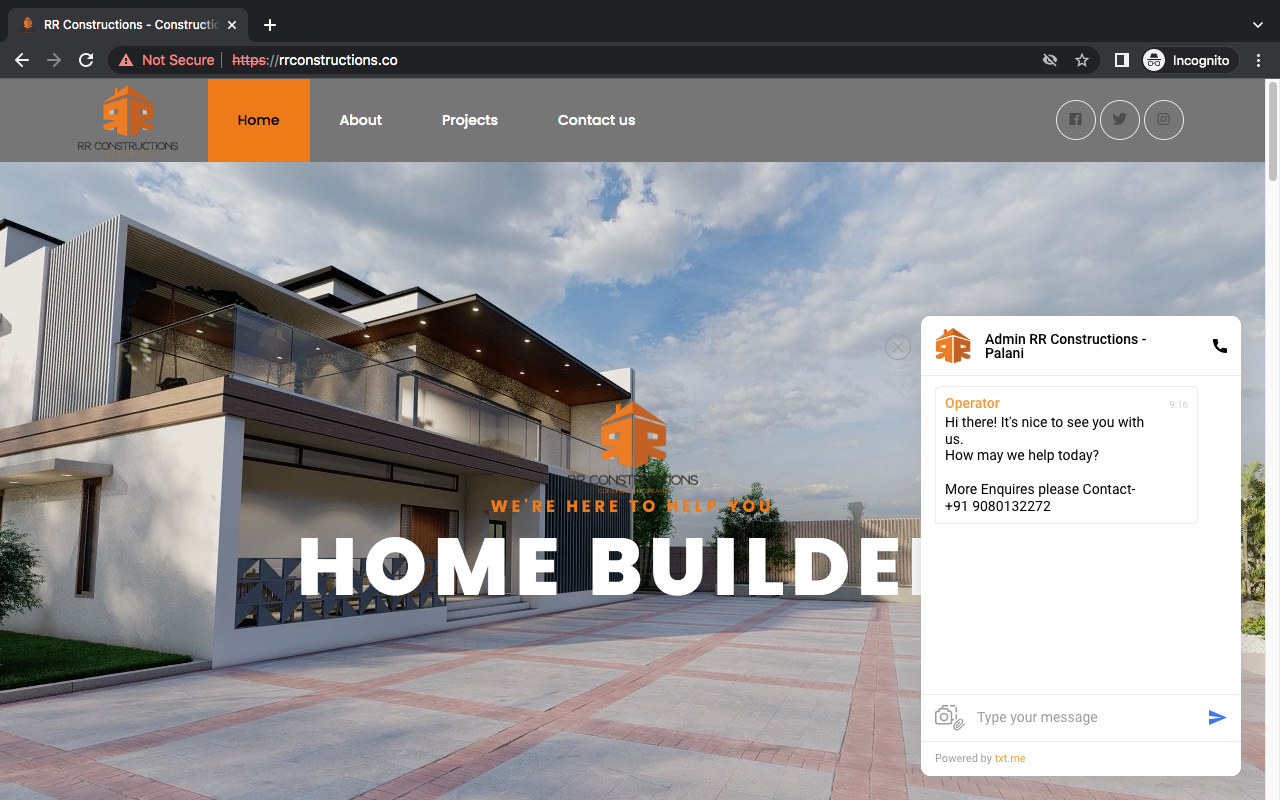 RR Constructions - Constructic
Not Secure
https://rrconstructions.co
Incognito
RR CONSTRUCTIONS
Home
About
Projects
Contact us
RR CONSTRUCTIONS
WE'RE HERE TO HELP YOU
HOME BUILDE
Admin RR Constructions -
Palani
Operator
9:16
Hi there! It's nice to see you with
us.
How may we help today?
More Enquires please Contact-
+91 9080132272
Type your message
Powered by txt.me